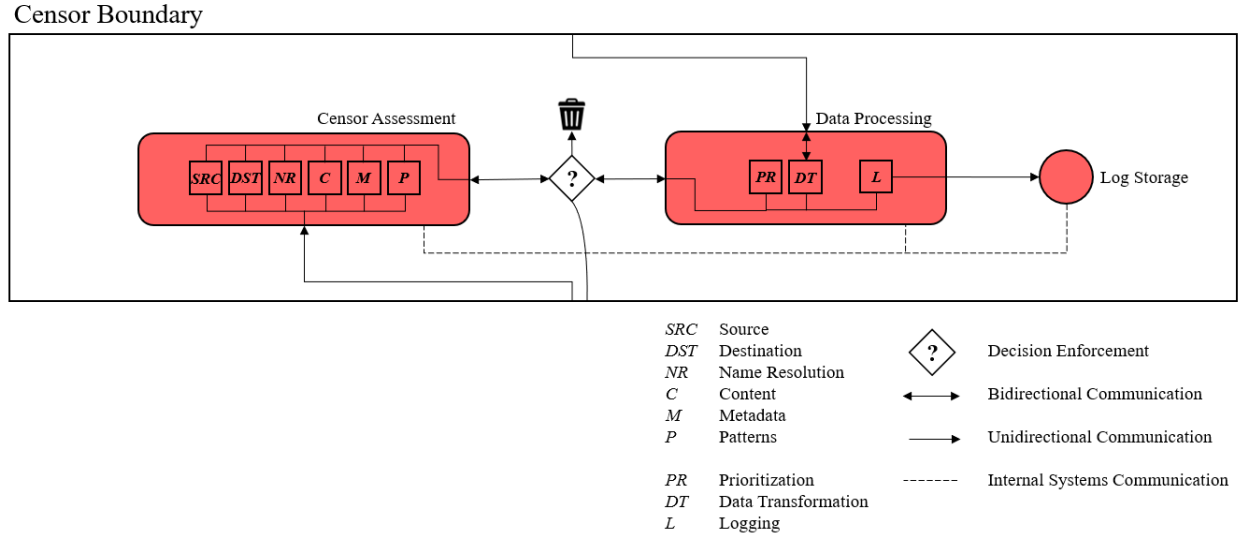 Censor Boundary
Censor Assessment
Data Processing
SRC DST NR C M P
?
PR DT L
Log Storage
SRC Source
DST Destination
NR Name Resolution
C Content
M Metadata
P Patterns
PR Prioritization
DT Data Transformation
L Logging
? Decision Enforcement
Bidirectional Communication
Unidirectional Communication
Internal Systems Communication